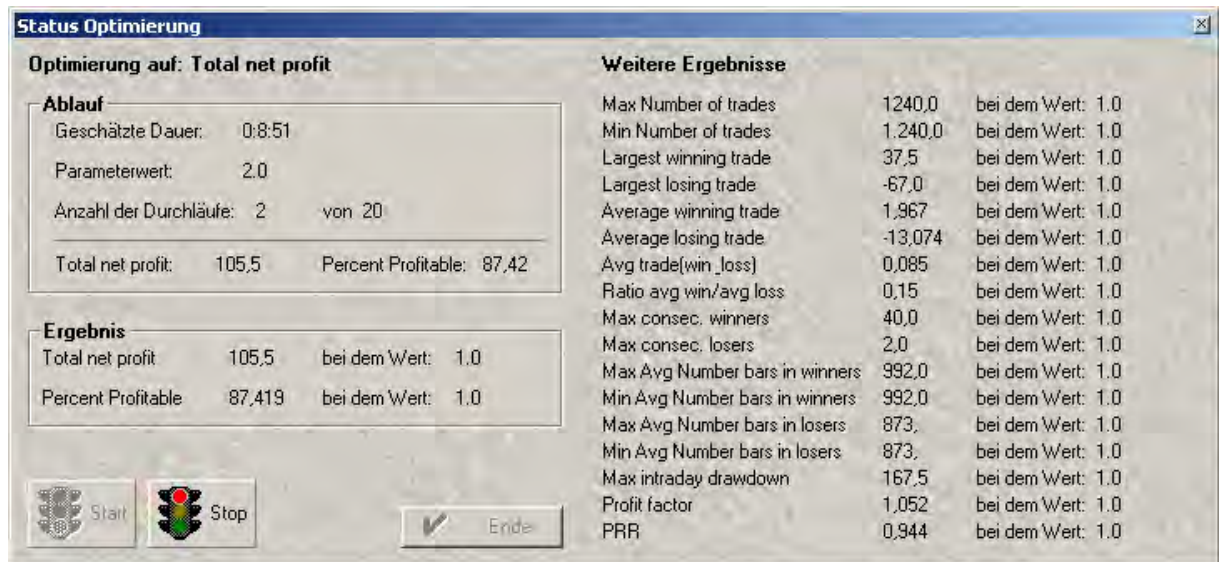 Status Optimierung
Optimierung auf: Total net profit
Ablauf
Geschätzte Dauer: 0:8:51
Parameterwert: 2.0
Anzahl der Durchläufe: 2 von 20
Total net profit: 105,5 Percent Profitable: 87,42
Ergebnis
Total net profit 105,5 bei dem Wert: 1.0
Percent Profitable 87,419 bei dem Wert: 1.0
Start
Stop
Ende
Weitere Ergebnisse
Max Number of trades 1240,0 bei dem Wert: 1.0
Min Number of trades 1.240,0 bei dem Wert: 1.0
Largest winning trade 37,5 bei dem Wert: 1.0
Largest losing trade -67,0 bei dem Wert: 1.0
Average winning trade 1,967 bei dem Wert: 1.0
Average losing trade -13,074 bei dem Wert: 1.0
Avg trade(win_loss) 0,085 bei dem Wert: 1.0
Ratio avg win/avg loss 0,15 bei dem Wert: 1.0
Max consec. winners 40,0 bei dem Wert: 1.0
Max consec. losers 2,0 bei dem Wert: 1.0
Max Avg Number bars in winners 992,0 bei dem Wert: 1.0
Min Avg Number bars in winners 992,0 bei dem Wert: 1.0
Max Avg Number bars in losers 873, bei dem Wert: 1.0
Min Avg Number bars in losers 873, bei dem Wert: 1.0
Max intraday drawdown 167,5 bei dem Wert: 1.0
Profit factor 1,052 bei dem Wert: 1.0
PRR 0,944 bei dem Wert: 1.0